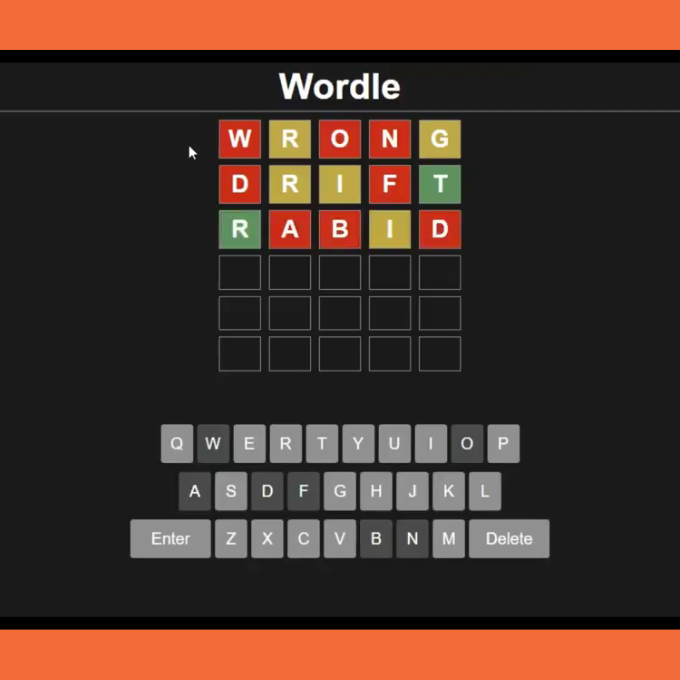 Wordle
W R O N G
D R I F T
R A B I D
Q W E R T Y U I O P
A S D F G H J K L
Enter Z X C V B N M Delete